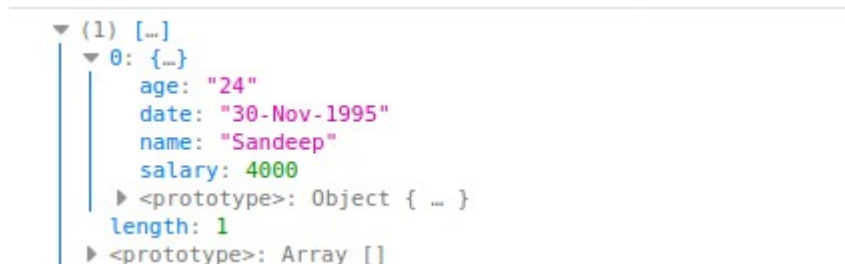 (1) […]
0: {…}
age: "24"
date: "30-Nov-1995"
name: "Sandeep"
salary: 4000
<prototype>: Object { … }
length: 1
<prototype>: Array []